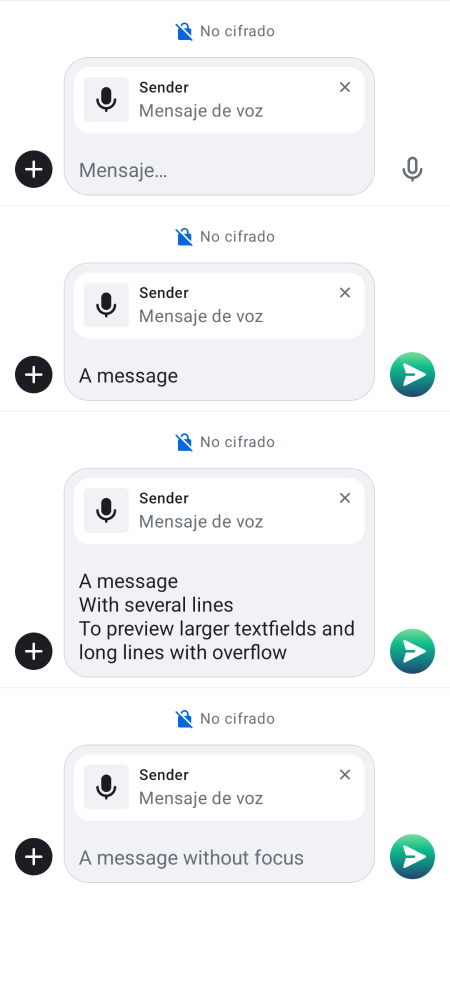 No cifrado
Sender
Mensaje de voz
Mensaje…
No cifrado
Sender
Mensaje de voz
A message
No cifrado
Sender
Mensaje de voz
A message
With several lines
To preview larger textfields and
long lines with overflow
No cifrado
Sender
Mensaje de voz
A message without focus